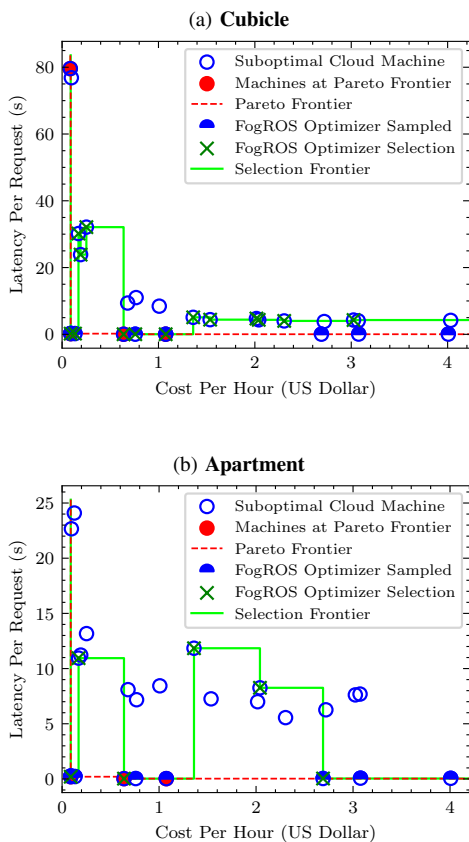 (a) Cubicle
Latency Per Request (s)
80
60
40
20
0
Suboptimal Cloud Machine
Machines at Pareto Frontier
Pareto Frontier
FogROS Optimizer Sampled
FogROS Optimizer Selection
Selection Frontier
0 1 2 3 4
Cost Per Hour (US Dollar)
(b) Apartment
Latency Per Request (s)
25
20
15
10
5
0
Suboptimal Cloud Machine
Machines at Pareto Frontier
Pareto Frontier
FogROS Optimizer Sampled
FogROS Optimizer Selection
Selection Frontier
0 1 2 3 4
Cost Per Hour (US Dollar)